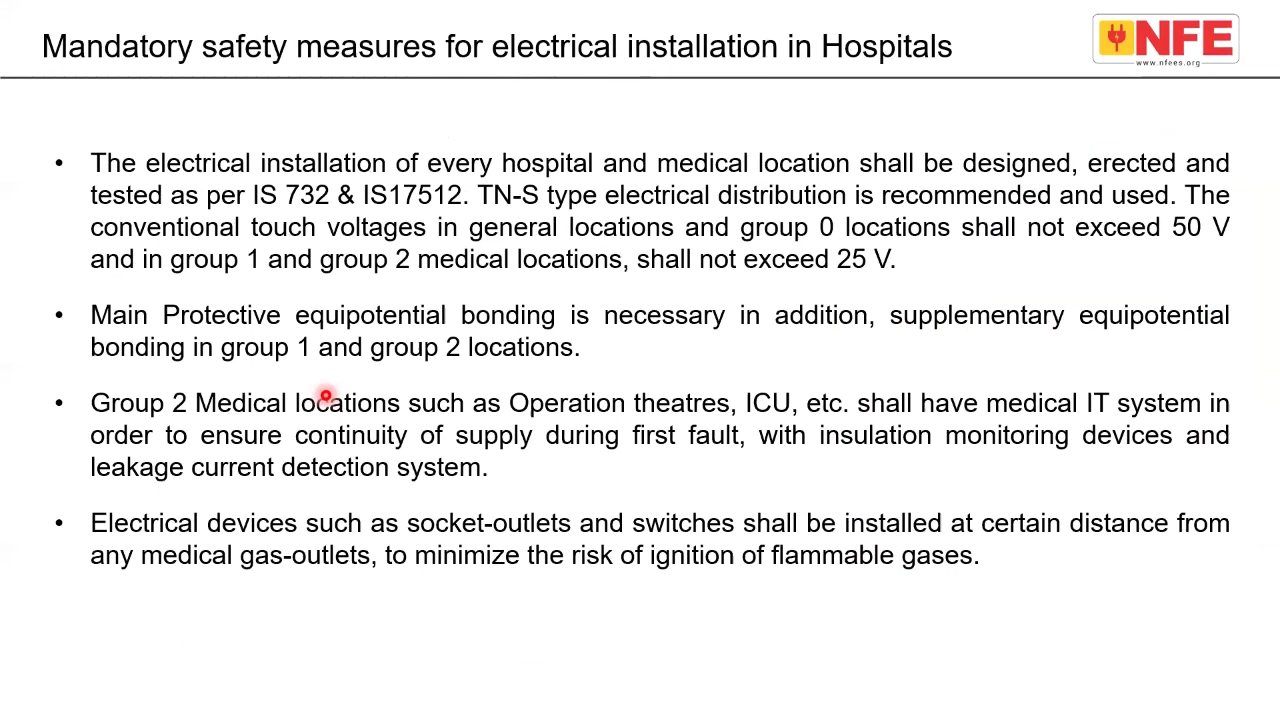 Mandatory safety measures for electrical installation in Hospitals
NFE
www.nfees.org
• The electrical installation of every hospital and medical location shall be designed, erected and
tested as per IS 732 & IS17512. TN-S type electrical distribution is recommended and used. The
conventional touch voltages in general locations and group 0 locations shall not exceed 50 V
and in group 1 and group 2 medical locations, shall not exceed 25 V.
• Main Protective equipotential bonding is necessary in addition, supplementary equipotential
bonding in group 1 and group 2 locations.
• Group 2 Medical locations such as Operation theatres, ICU, etc. shall have medical IT system in
order to ensure continuity of supply during first fault, with insulation monitoring devices and
leakage current detection system.
• Electrical devices such as socket-outlets and switches shall be installed at certain distance from
any medical gas-outlets, to minimize the risk of ignition of flammable gases.